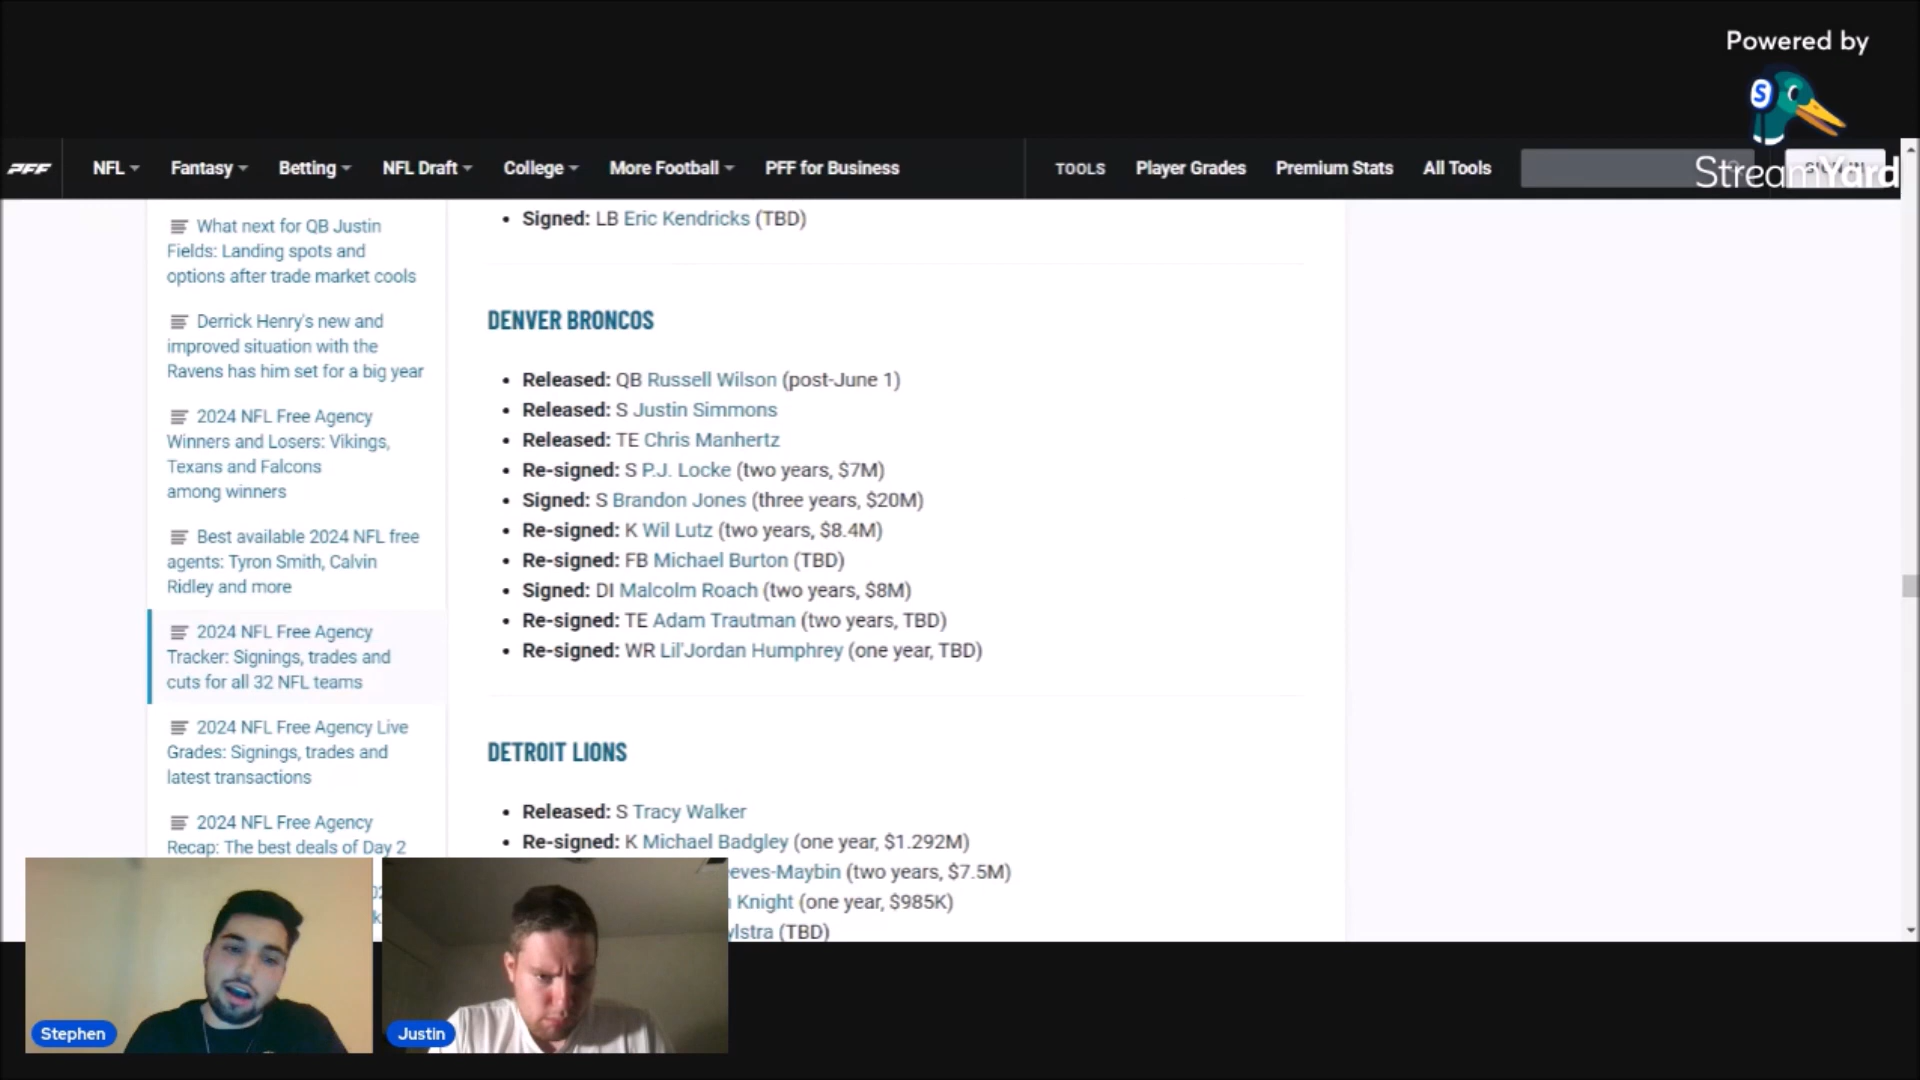 Powered by
S
StreamYard
PFF
NFL
Fantasy
Betting
NFL Draft
College
More Football
PFF for Business
TOOLS
Player Grades
Premium Stats
All Tools
What next for QB Justin
Fields: Landing spots and
options after trade market cools
Derrick Henry's new and
improved situation with the
Ravens has him set for a big year
2024 NFL Free Agency
Winners and Losers: Vikings,
Texans and Falcons
among winners
Best available 2024 NFL free
agents: Tyron Smith, Calvin
Ridley and more
2024 NFL Free Agency
Tracker: Signings, trades and
cuts for all 32 NFL teams
2024 NFL Free Agency Live
Grades: Signings, trades and
latest transactions
2024 NFL Free Agency
Recap: The best deals of Day 2
• Signed: LB Eric Kendricks (TBD)
DENVER BRONCOS
• Released: QB Russell Wilson (post-June 1)
• Released: S Justin Simmons
• Released: TE Chris Manhertz
• Re-signed: S P.J. Locke (two years, $7M)
• Signed: S Brandon Jones (three years, $20M)
• Re-signed: K Wil Lutz (two years, $8.4M)
• Re-signed: FB Michael Burton (TBD)
• Signed: DI Malcolm Roach (two years, $8M)
• Re-signed: TE Adam Trautman (two years, TBD)
• Re-signed: WR Lil'Jordan Humphrey (one year, TBD)
DETROIT LIONS
• Released: S Tracy Walker
• Re-signed: K Michael Badgley (one year, $1.292M)
eeves-Maybin (two years, $7.5M)
Knight (one year, $985K)
ylstra (TBD)
Stephen
Justin